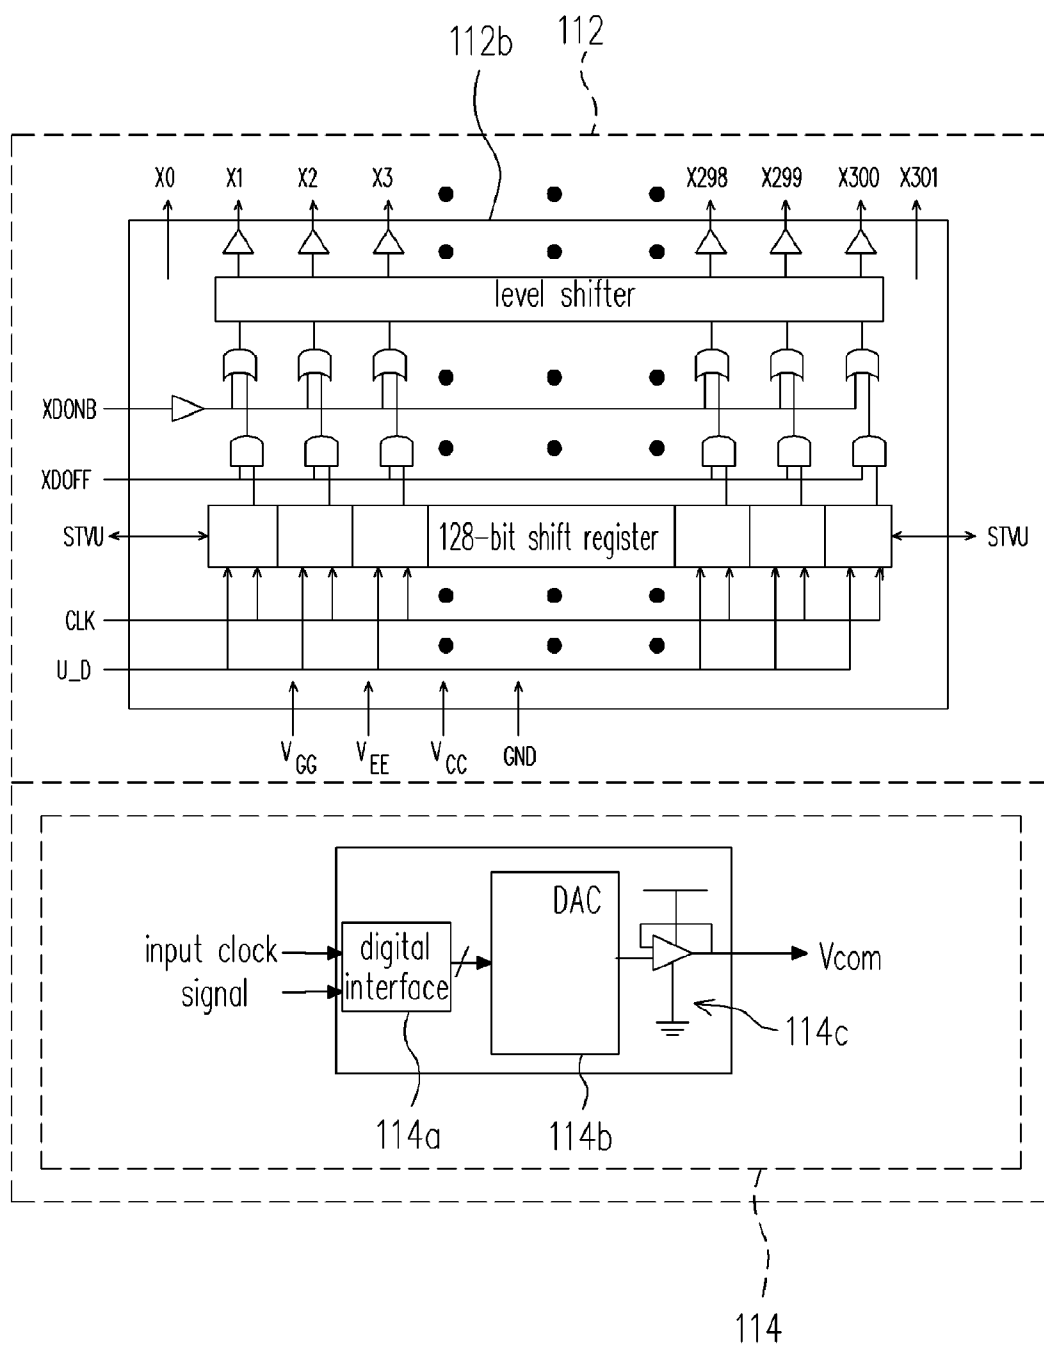 112b
112
X0
X1
X2
X3
X298
X299
X300
X301
level shifter
XDONB
XDOFF
STVU
128-bit shift register
STVU
CLK
U_D
VGG
VEE
VCC
GND
DAC
input clock
signal
digital
interface
Vcom
114c
114a
114b
114